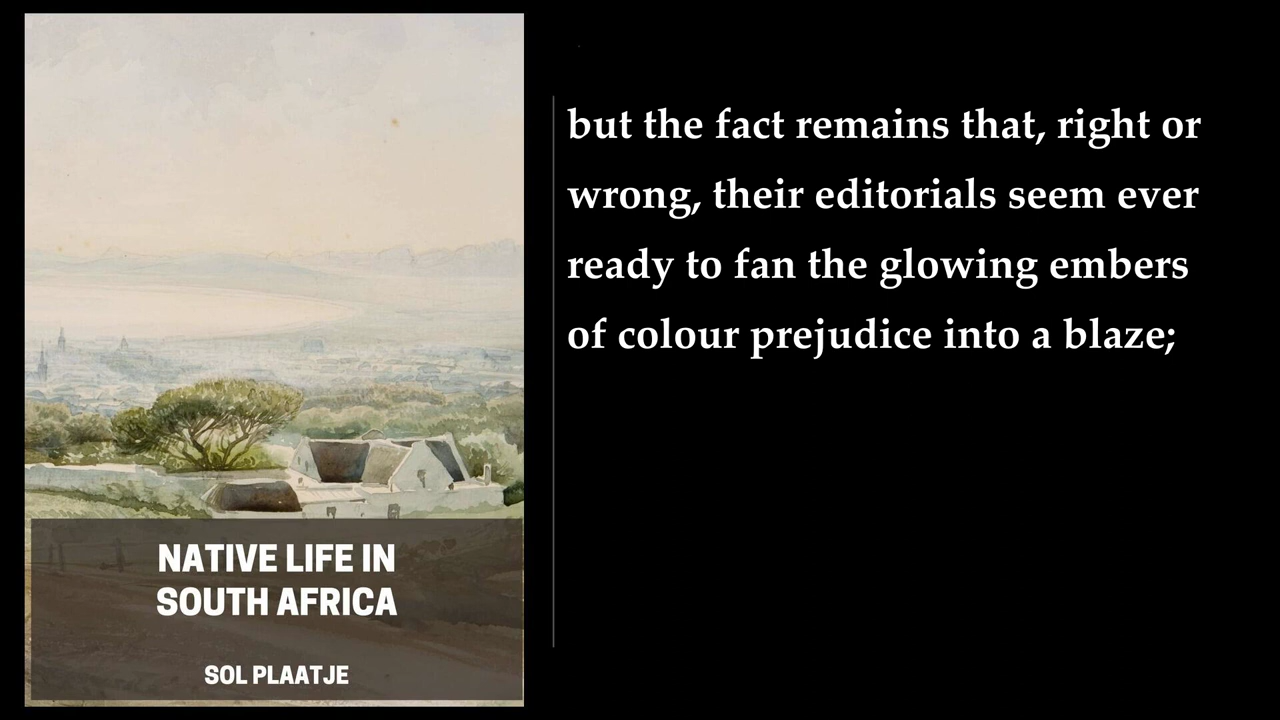 NATIVE LIFE IN
SOUTH AFRICA
SOL PLAATJE
but the fact remains that, right or
wrong, their editorials seem ever
ready to fan the glowing embers
of colour prejudice into a blaze;